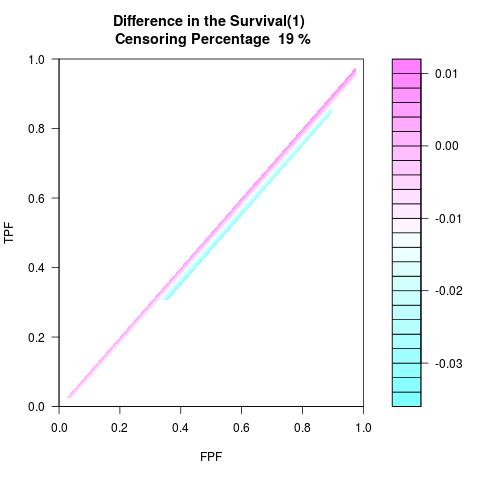 Difference in the Survival(1)
Censoring Percentage 19 %
1.0
0.8
0.6
0.4
0.2
0.0
TPF
0.0 0.2 0.4 0.6 0.8 1.0
FPF
0.01
0.00
-0.01
-0.02
-0.03